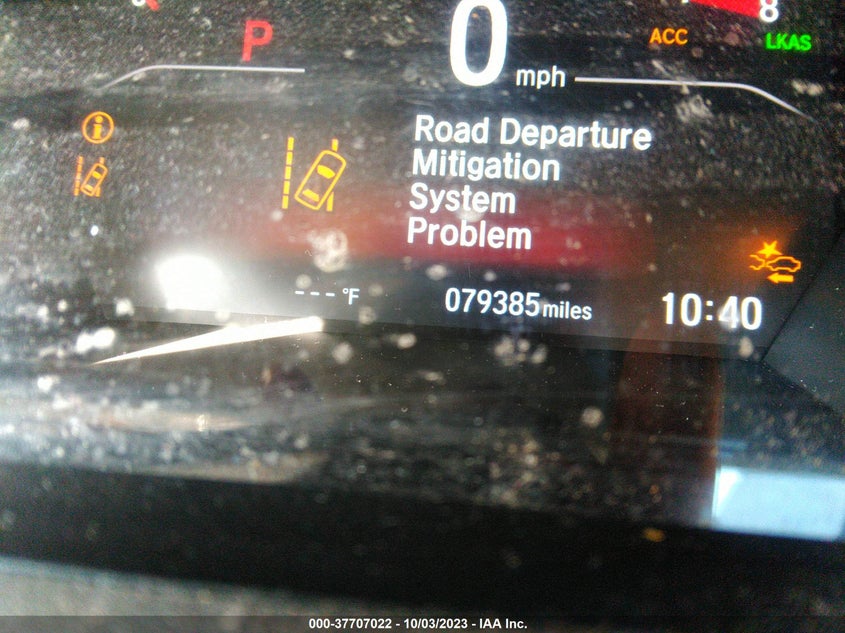 P
0 mph
8
ACC
LKAS
Road Departure
Mitigation
System
Problem
---°F
079385 miles
10:40
000-37707022 - 10/03/2023 - IAA Inc.